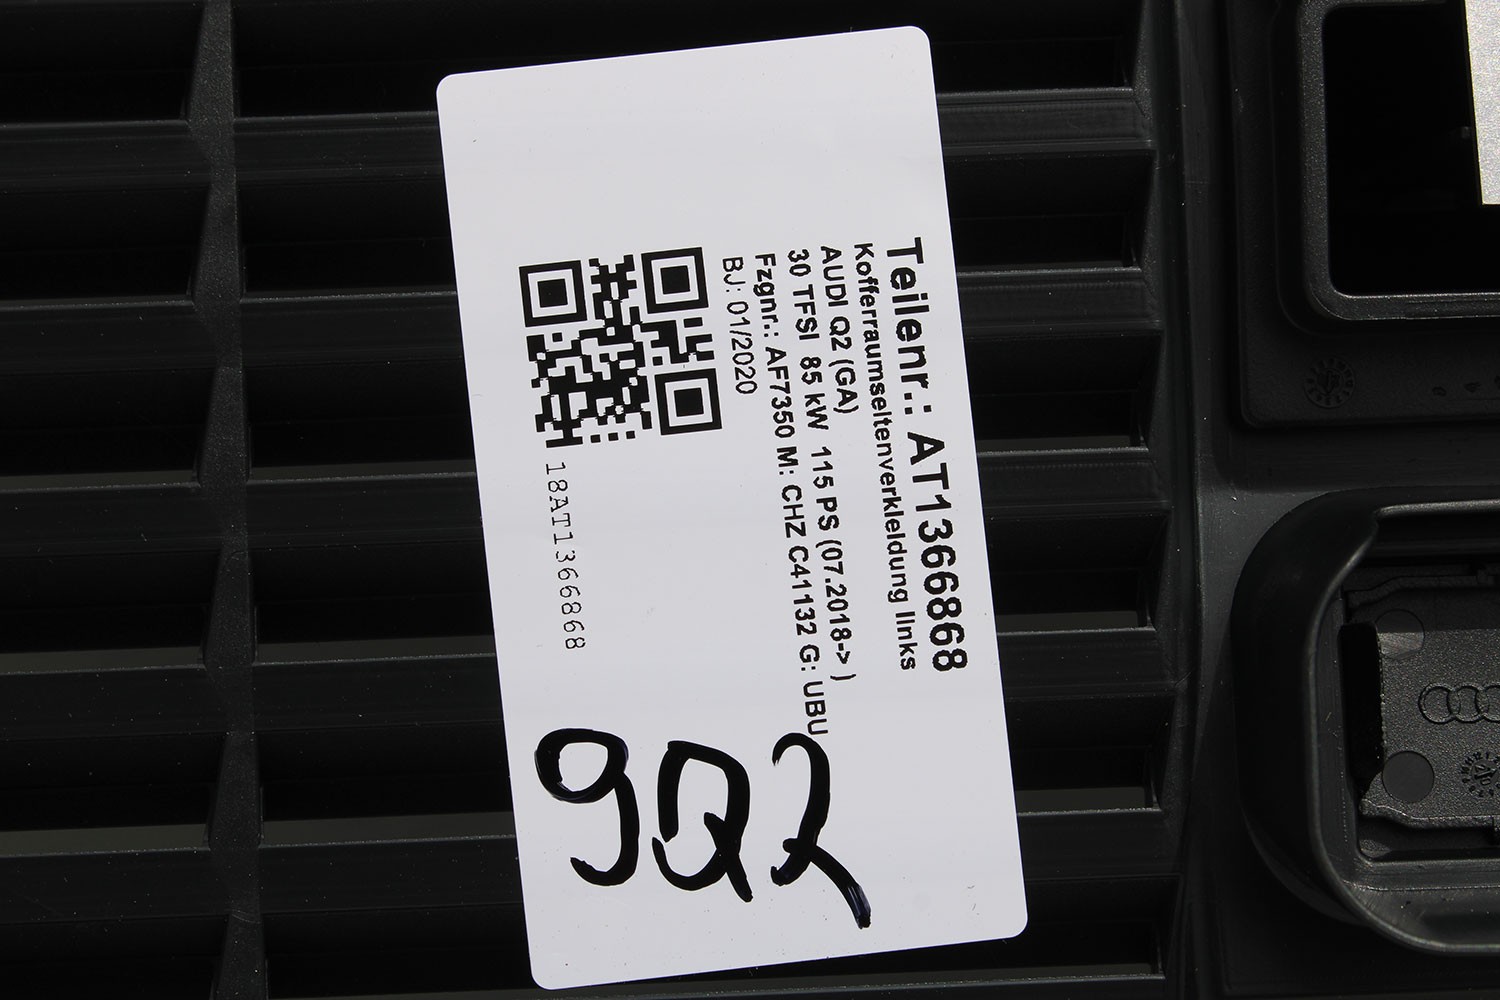 Teilenr.: AT1366868
Kofferraumseitenverkleidung links
AUDI Q2 (GA)
30 TFSI 85 kW 115 PS (07.2018-> )
Fzgnr.: AF7350 M: CHZ C41132 G: UBU
BJ: 01/2020
18AT1366868
9Q2